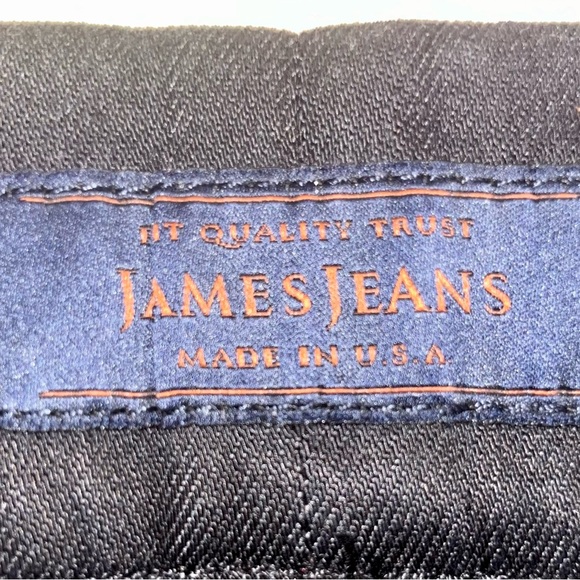 FIT QUALITY TRUST
JAMES JEANS
MADE IN U.S.A.